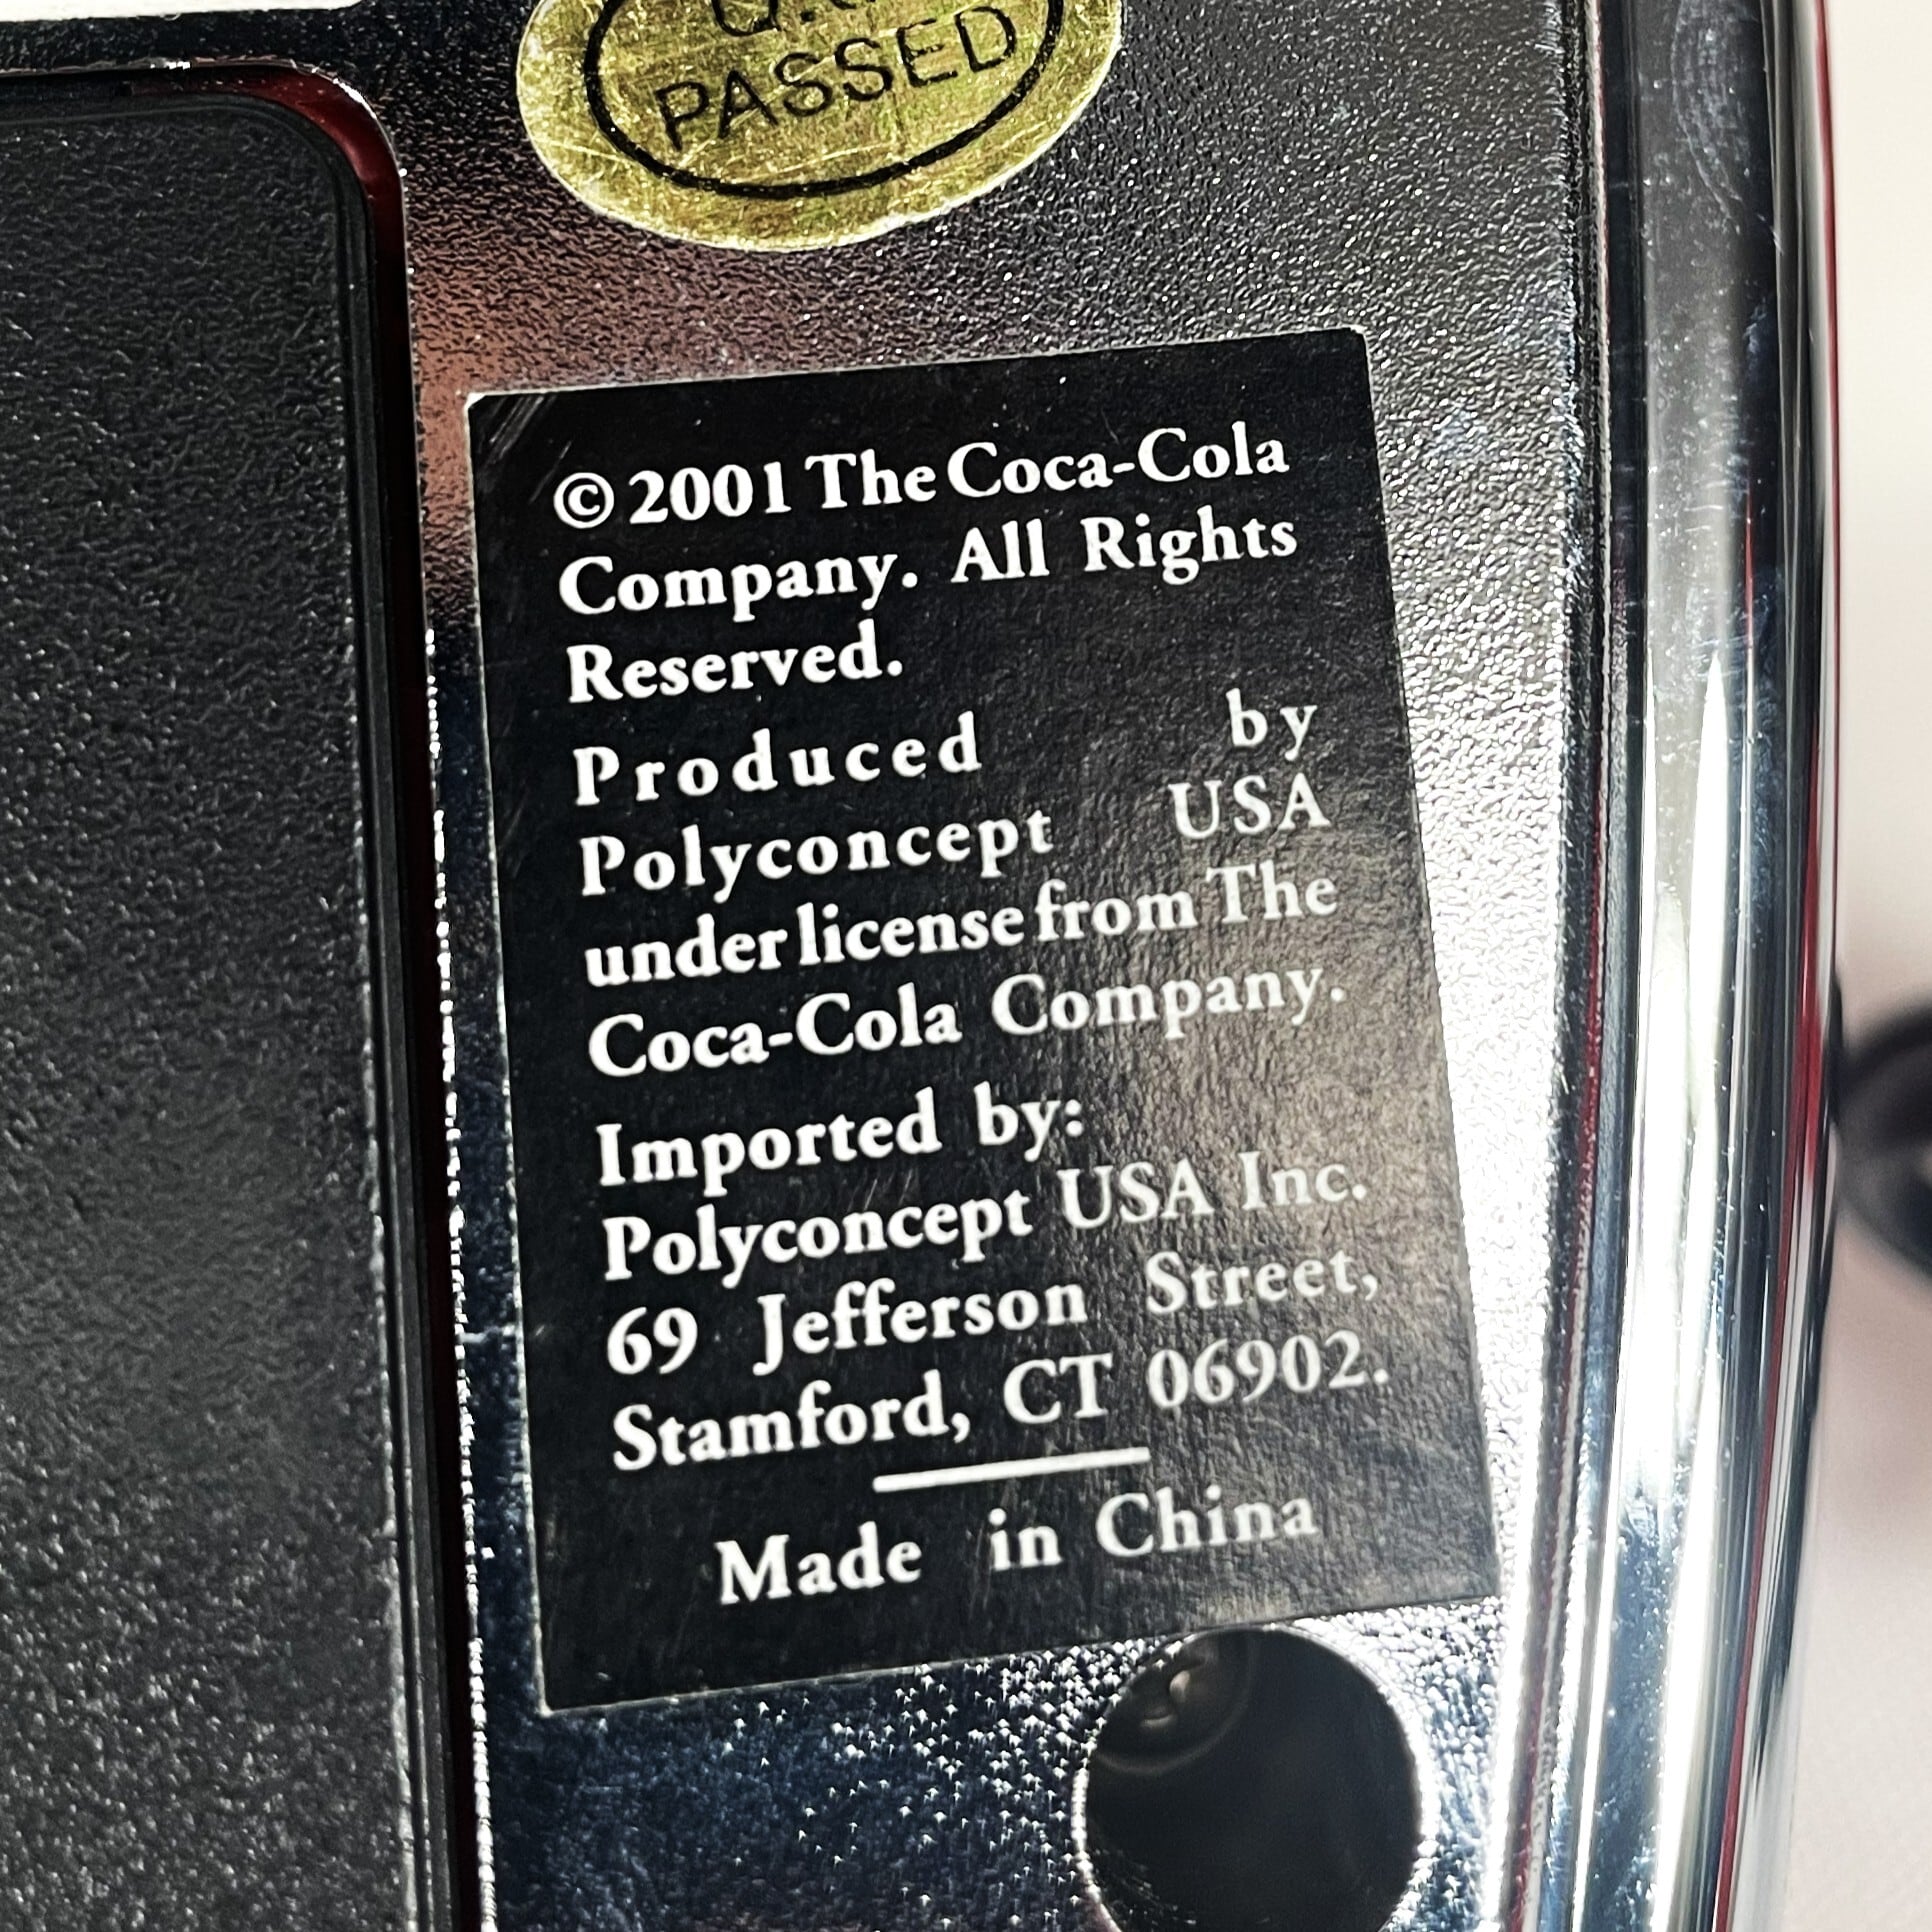 PASSED
© 2001 The Coca-Cola
Company. All Rights
Reserved.
Produced by
Polyconcept USA
under license from The
Coca-Cola Company.
Imported by:
Polyconcept USA Inc.
69 Jefferson Street,
Stamford, CT 06902.
Made in China